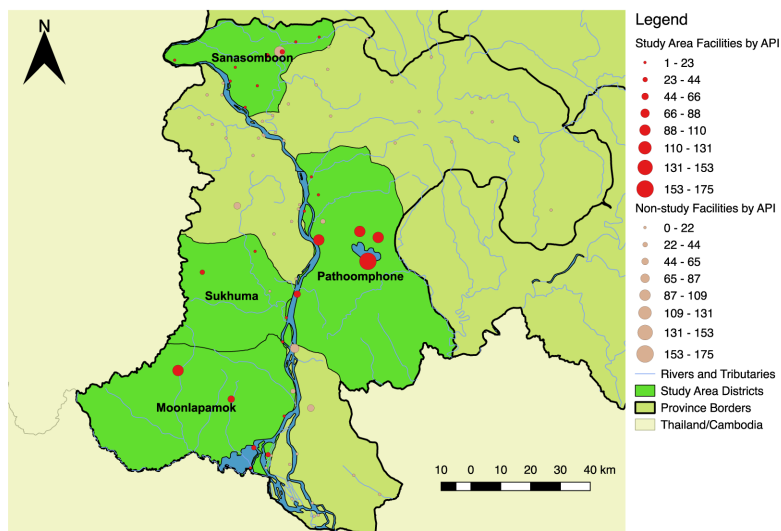 N
Sanasomboon
Pathoomphone
Sukhuma
Moonlapamok
10 0 10 20 30 40 km
Legend
Study Area Facilities by API
1 - 23
23 - 44
44 - 66
66 - 88
88 - 110
110 - 131
131 - 153
153 - 175
Non-study Facilities by API
0 - 22
22 - 44
44 - 65
65 - 87
87 - 109
109 - 131
131 - 153
153 - 175
Rivers and Tributaries
Study Area Districts
Province Borders
Thailand/Cambodia